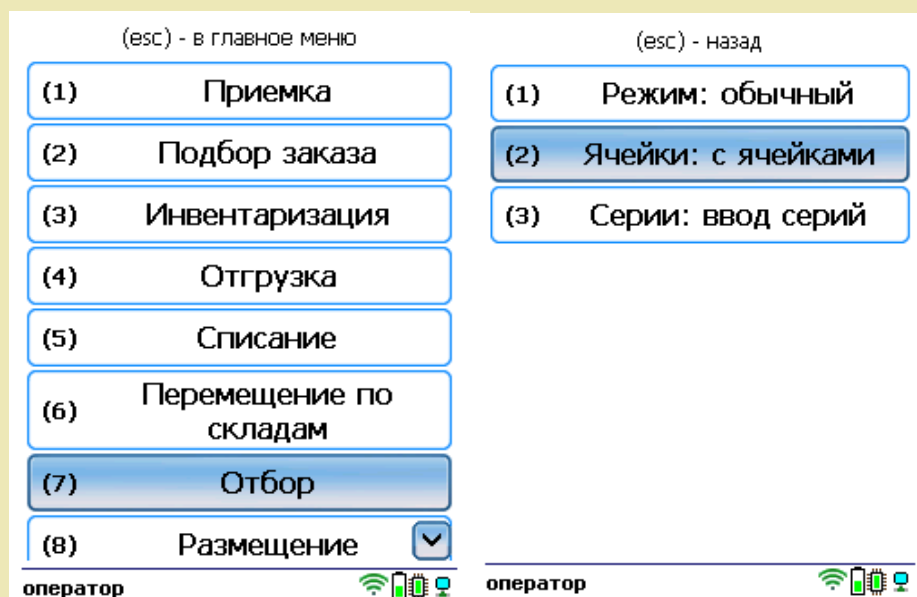 (esc) - в главное меню
(1) Приемка
(2) Подбор заказа
(3) Инвентаризация
(4) Отгрузка
(5) Списание
(6) Перемещение по
складам
(7) Отбор
(8) Размещение
оператор
(esc) - назад
(1) Режим: обычный
(2) Ячейки: с ячейками
(3) Серии: ввод серий
оператор